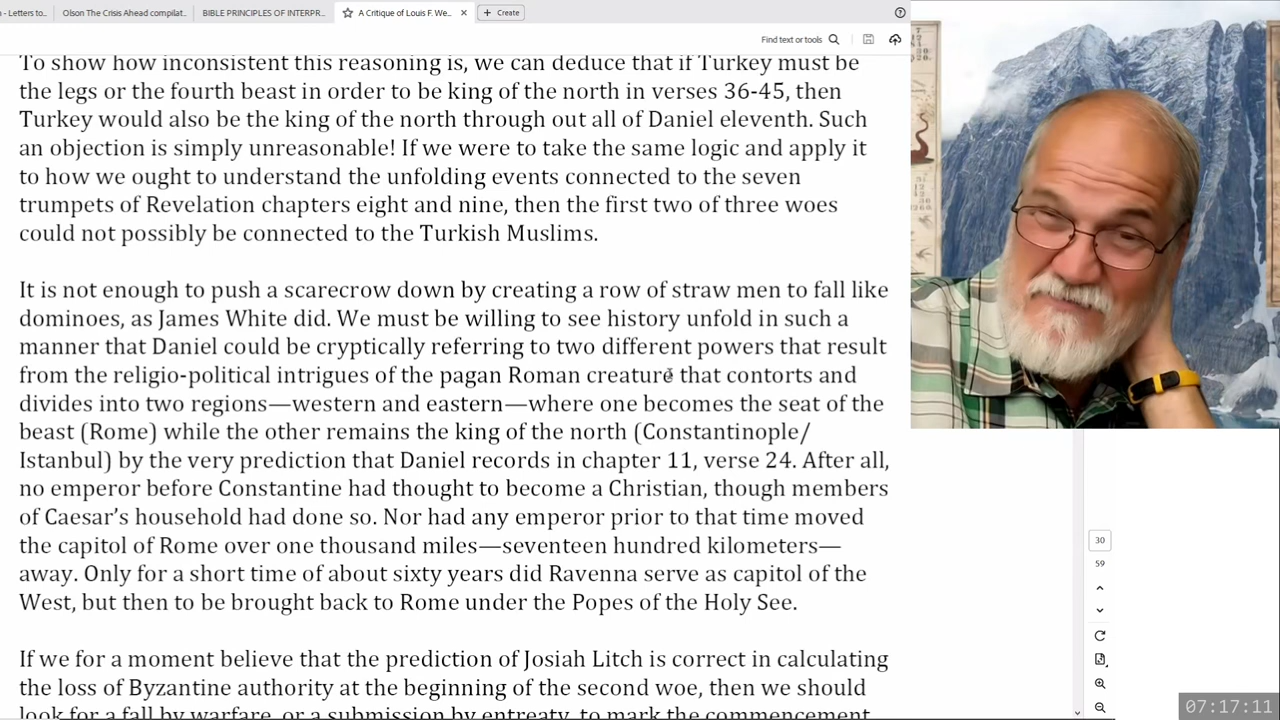 - Letters to...
Olson The Crisis Ahead compilat...
BIBLE PRINCIPLES OF INTERPR...
A Critique of Louis F. We...
Create
Find text or tools
To show how inconsistent this reasoning is, we can deduce that if Turkey must be
the legs or the fourth beast in order to be king of the north in verses 36-45, then
Turkey would also be the king of the north through out all of Daniel eleventh. Such
an objection is simply unreasonable! If we were to take the same logic and apply it
to how we ought to understand the unfolding events connected to the seven
trumpets of Revelation chapters eight and nine, then the first two of three woes
could not possibly be connected to the Turkish Muslims.
It is not enough to push a scarecrow down by creating a row of straw men to fall like
dominoes, as James White did. We must be willing to see history unfold in such a
manner that Daniel could be cryptically referring to two different powers that result
from the religio-political intrigues of the pagan Roman creature that contorts and
divides into two regions—western and eastern—where one becomes the seat of the
beast (Rome) while the other remains the king of the north (Constantinople/
Istanbul) by the very prediction that Daniel records in chapter 11, verse 24. After all,
no emperor before Constantine had thought to become a Christian, though members
of Caesar's household had done so. Nor had any emperor prior to that time moved
the capitol of Rome over one thousand miles—seventeen hundred kilometers—
away. Only for a short time of about sixty years did Ravenna serve as capitol of the
West, but then to be brought back to Rome under the Popes of the Holy See.
If we for a moment believe that the prediction of Josiah Litch is correct in calculating
the loss of Byzantine authority at the beginning of the second woe, then we should
look for a fall by warfare, or a submission by entreaty, to mark the commencement
30
59
07:17:11